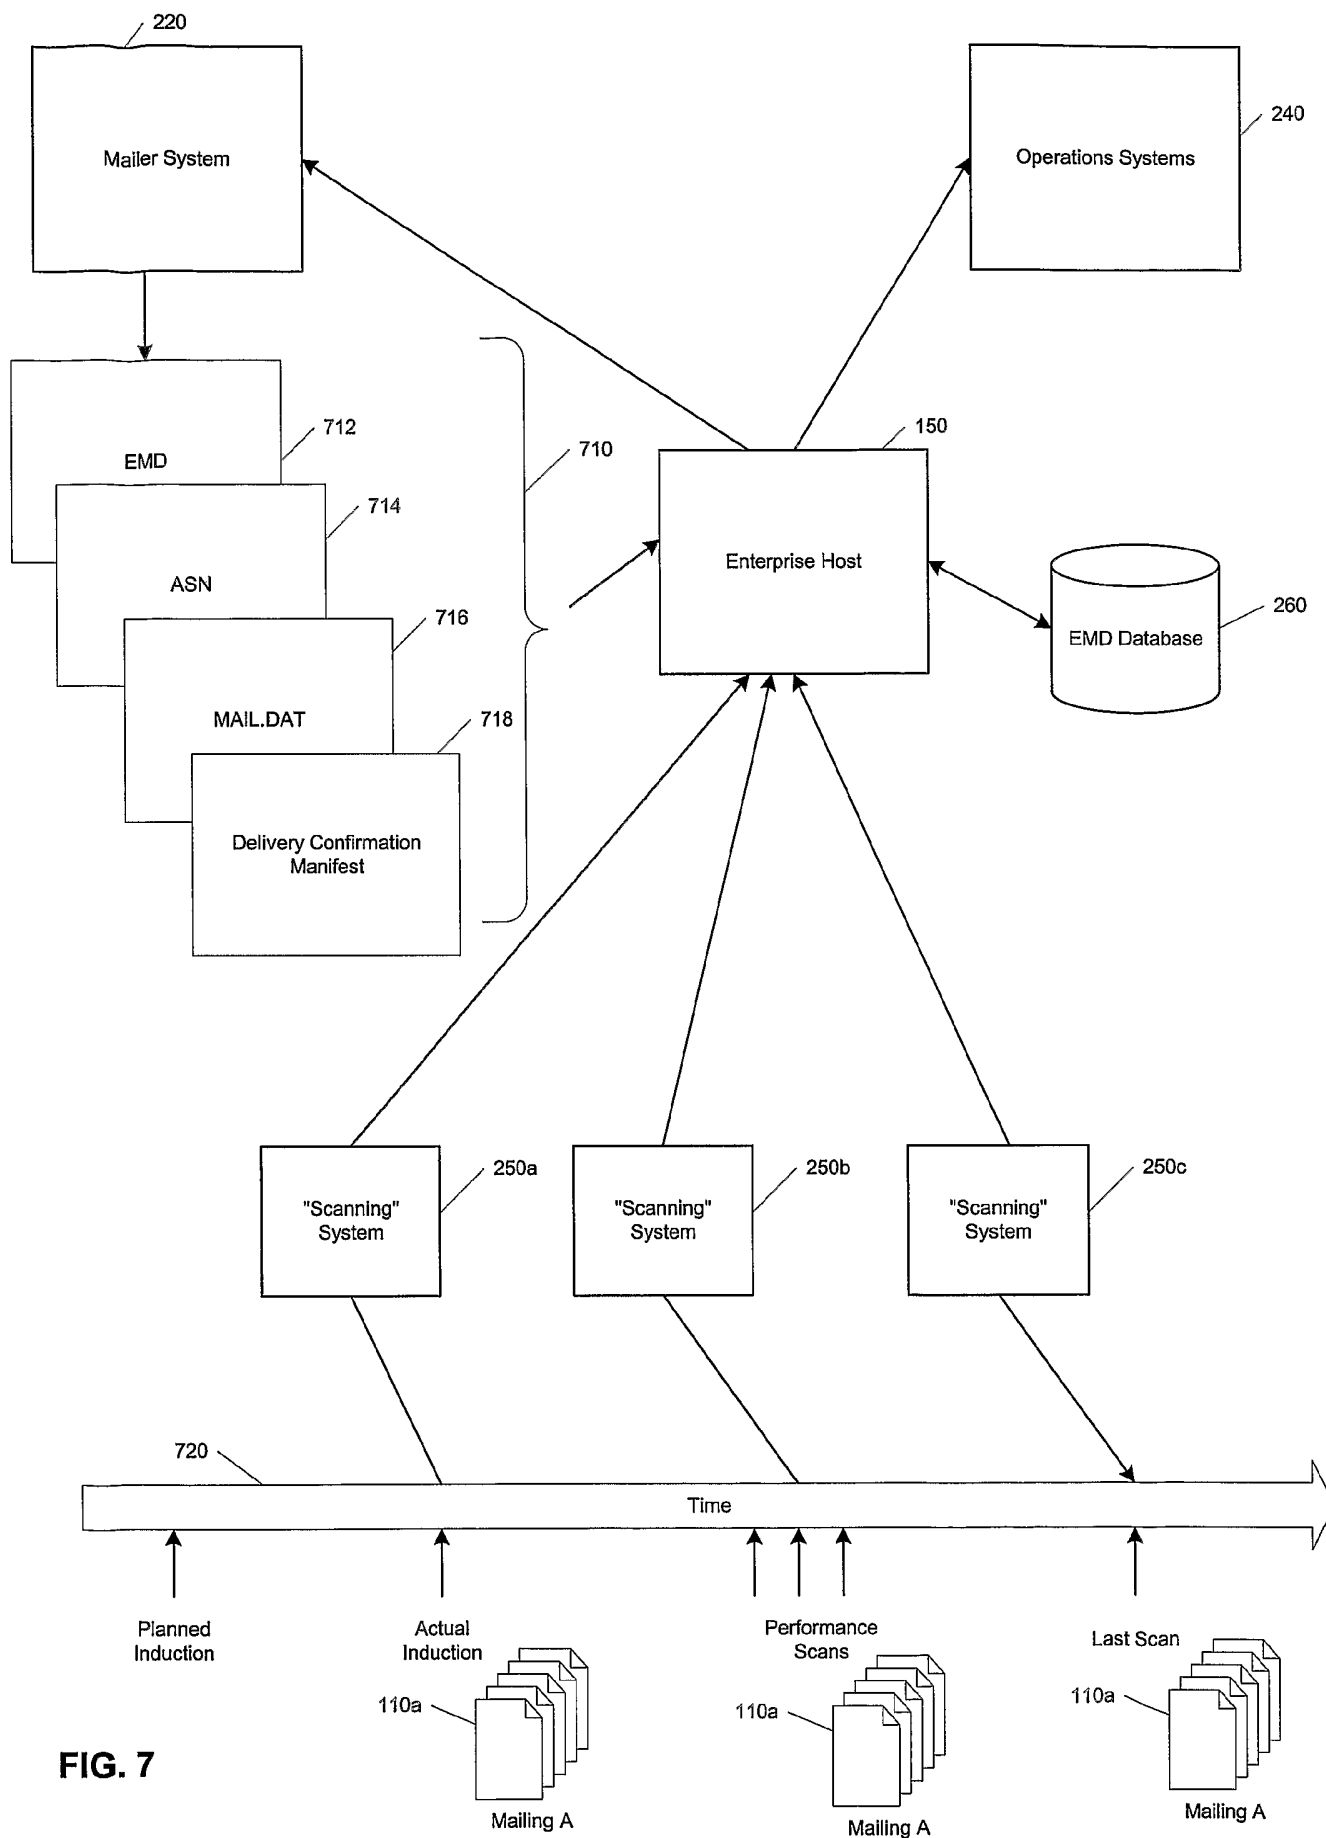 220
Mailer System
240
Operations Systems
712
EMD
710
150
714
ASN
Enterprise Host
716
260
EMD Database
MAIL.DAT
718
Delivery Confirmation
Manifest
250a
"Scanning"
System
250b
"Scanning"
System
250c
"Scanning"
System
720
Time
Planned
Induction
Actual
Induction
Performance
Scans
Last Scan
110a
110a
110a
Mailing A
Mailing A
Mailing A
FIG. 7